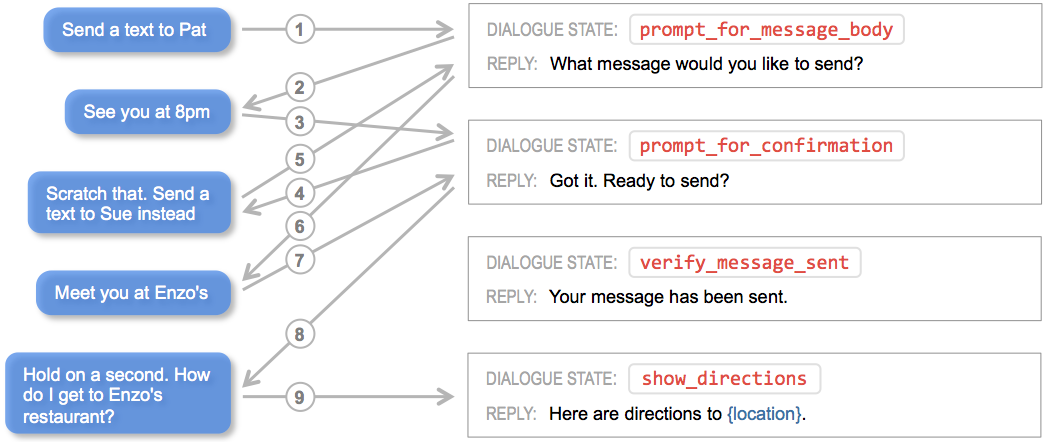 Send a text to Pat
1
DIALOGUE STATE: prompt_for_message_body
REPLY: What message would you like to send?
2
See you at 8pm
3
DIALOGUE STATE: prompt_for_confirmation
REPLY: Got it. Ready to send?
5
Scratch that. Send a
text to Sue instead
4
6
7
DIALOGUE STATE: verify_message_sent
REPLY: Your message has been sent.
Meet you at Enzo's
8
Hold on a second. How
do I get to Enzo's
restaurant?
9
DIALOGUE STATE: show_directions
REPLY: Here are directions to {location}.